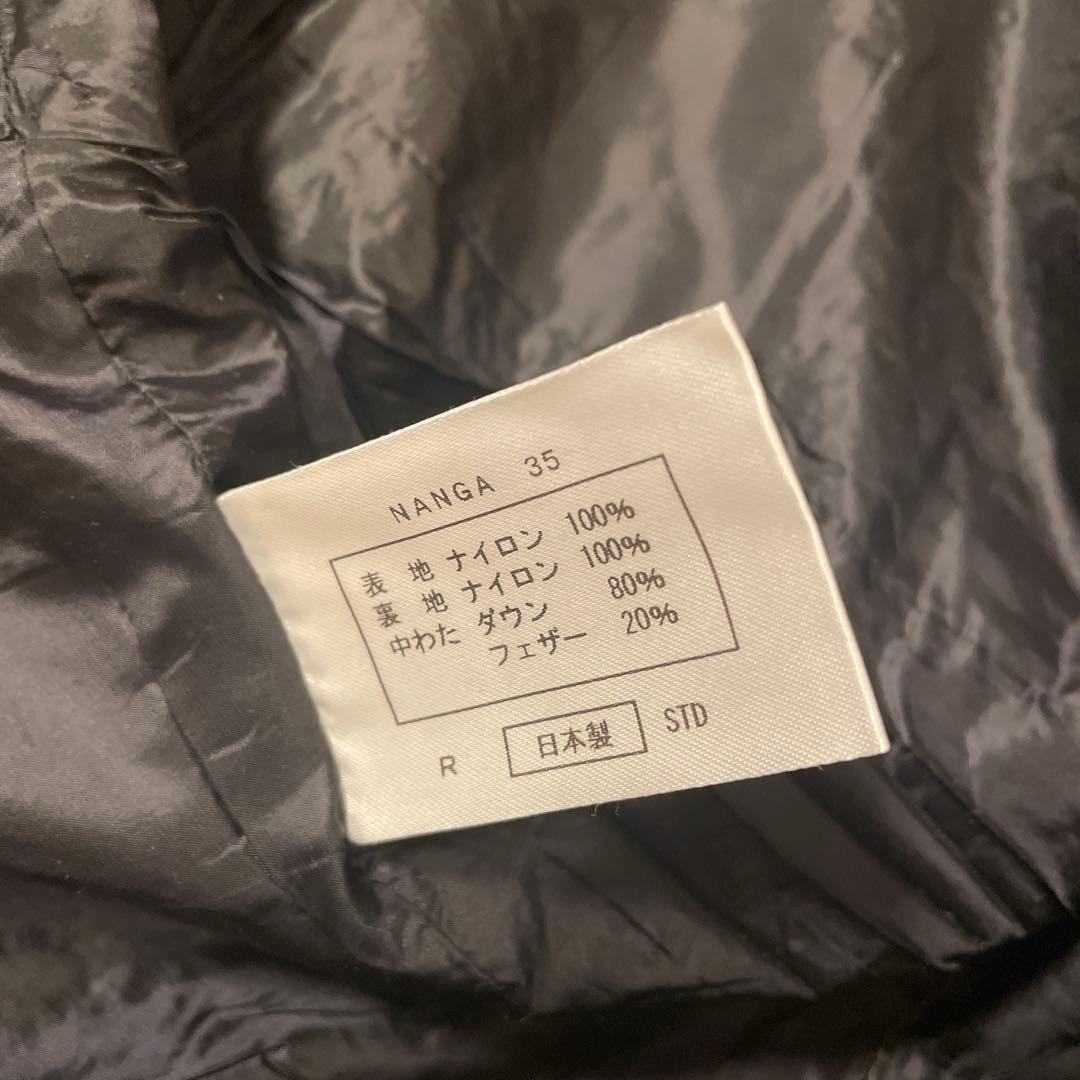 NANGA 35
表 地 ナイロン 100%
裏 地 ナイロン 100%
中わた ダウン 80%
フェザー 20%
R 日本製 STD